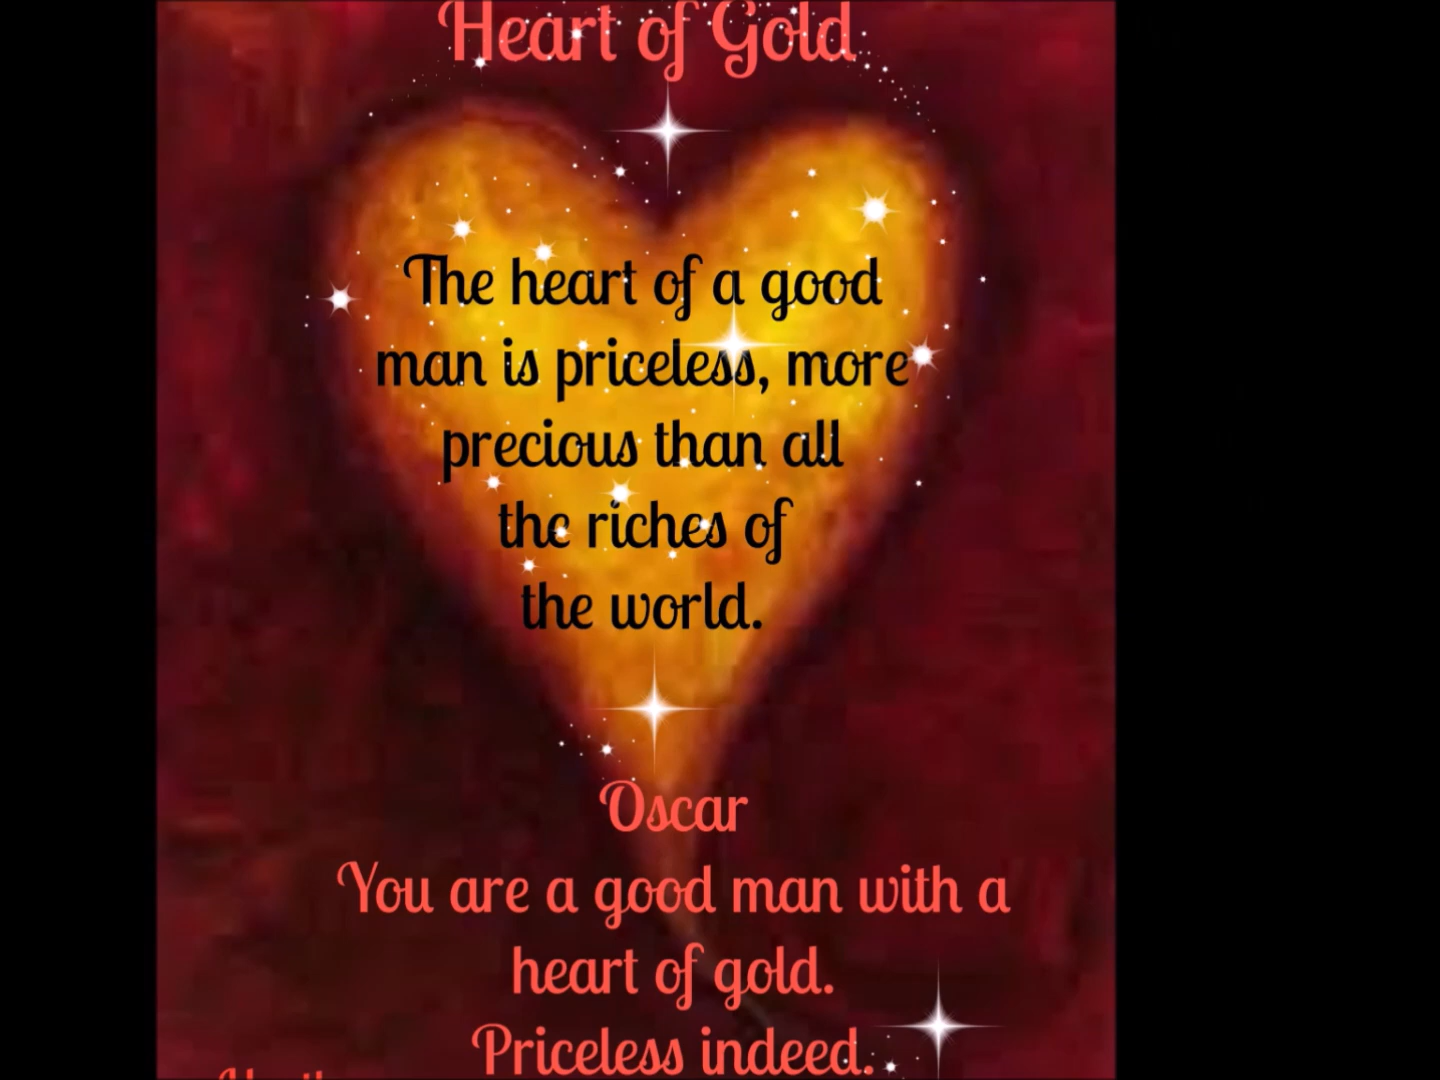 Heart of Gold
The heart of a good
man is priceless, more
precious than all
the riches of
the world.
Oscar
You are a good man with a
heart of gold.
Priceless indeed.